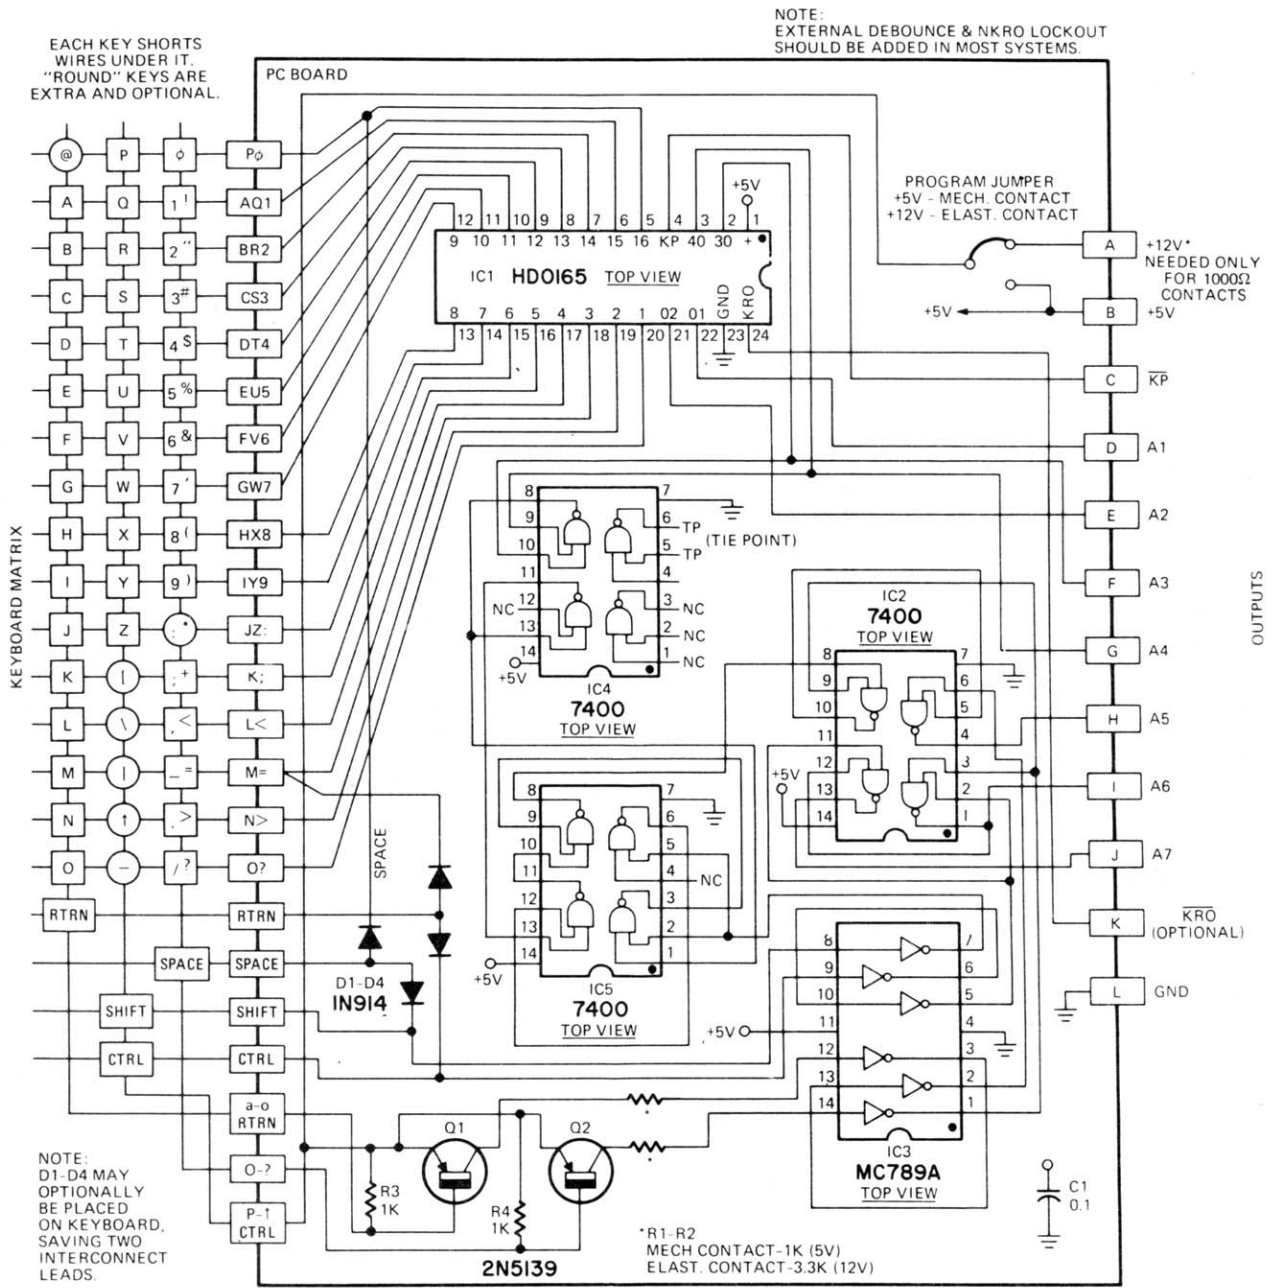 NOTE:
EXTERNAL DEBOUNCE & NKRO LOCKOUT
SHOULD BE ADDED IN MOST SYSTEMS.
EACH KEY SHORTS
WIRES UNDER IT.
"ROUND" KEYS ARE
EXTRA AND OPTIONAL.
PC BOARD
KEYBOARD MATRIX
@ P φ Pφ
A Q 1! AQ1
B R 2" BR2
C S 3# CS3
D T 4$ DT4
E U 5% EU5
F V 6& FV6
G W 7' GW7
H X 8( HX8
I Y 9) IY9
J Z :* JZ:
K [ ;+ K;
L \ ,< L<
M ] _= M=
N ↑ .> N>
O — /? O?
RTRN RTRN
SPACE SPACE
SHIFT SHIFT
CTRL CTRL
a-o
RTRN
O-?
P-↑
CTRL
NOTE:
D1-D4 MAY
OPTIONALLY
BE PLACED
ON KEYBOARD,
SAVING TWO
INTERCONNECT
LEADS.
+5V
12 11 10 9 8 7 6 5 4 3 2 1
9 10 11 12 13 14 15 16 KP 40 30 +
IC1 HD0165 TOP VIEW
8 7 6 5 4 3 2 1 02 01 GND KRO
13 14 15 16 17 18 19 20 21 22 23 24
PROGRAM JUMPER
+5V - MECH. CONTACT
+12V - ELAST. CONTACT
A +12V*
NEEDED ONLY
FOR 1000Ω
CONTACTS
+5V B +5V
C KP
D A1
E A2
F A3
G A4
H A5
I A6
J A7
K KRO
(OPTIONAL)
L GND
OUTPUTS
8 7
9 6 TP
(TIE POINT)
10 5 TP
11 4
NC 12 3 NC
13 2 NC
14 1 NC
+5V
IC4
7400
TOP VIEW
IC2
7400
TOP VIEW
8 7
9 6
10 5
11 4
12 3
+5V
13 2
14 1
8 7
9 6
10 5
11 4 NC
12 3
13 2
14 1
+5V
IC5
7400
TOP VIEW
SPACE
D1-D4
1N914
8 7
9 6
10 5
+5V 11 4
12 3
13 2
14 1
IC3
MC789A
TOP VIEW
Q1 Q2
R3
1K
R4
1K
2N5139
*R1-R2
MECH CONTACT-1K (5V)
ELAST. CONTACT-3.3K (12V)
C1
0.1